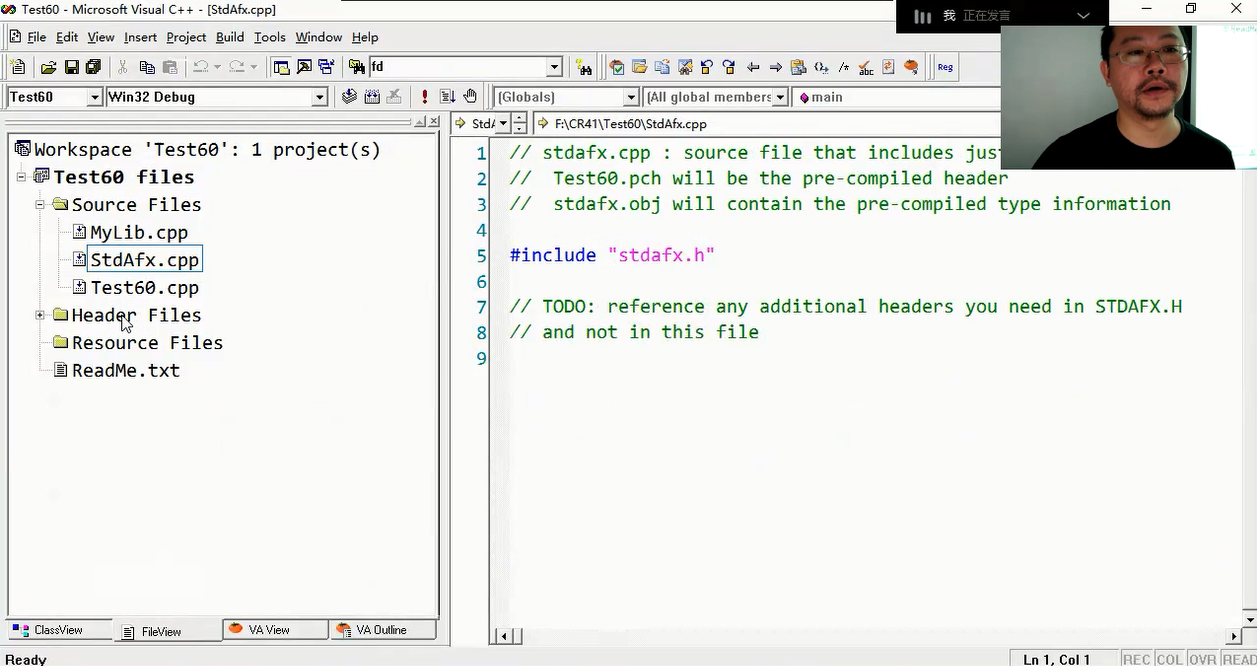 Test60 - Microsoft Visual C++ - [StdAfx.cpp]
我 正在发言
File Edit View Insert Project Build Tools Window Help
fd
Reg
Test60 Win32 Debug (Globals) (All global members main
StdA F:\CR41\Test60\StdAfx.cpp
Workspace 'Test60': 1 project(s)
Test60 files
Source Files
MyLib.cpp
StdAfx.cpp
Test60.cpp
Header Files
Resource Files
ReadMe.txt
1 // stdafx.cpp : source file that includes jus
2 // Test60.pch will be the pre-compiled header
3 // stdafx.obj will contain the pre-compiled type information
4
5 #include "stdafx.h"
6
7 // TODO: reference any additional headers you need in STDAFX.H
8 // and not in this file
9
ClassView FileView VA View VA Outline
Ready Ln 1, Col 1 REC COL OVR READ